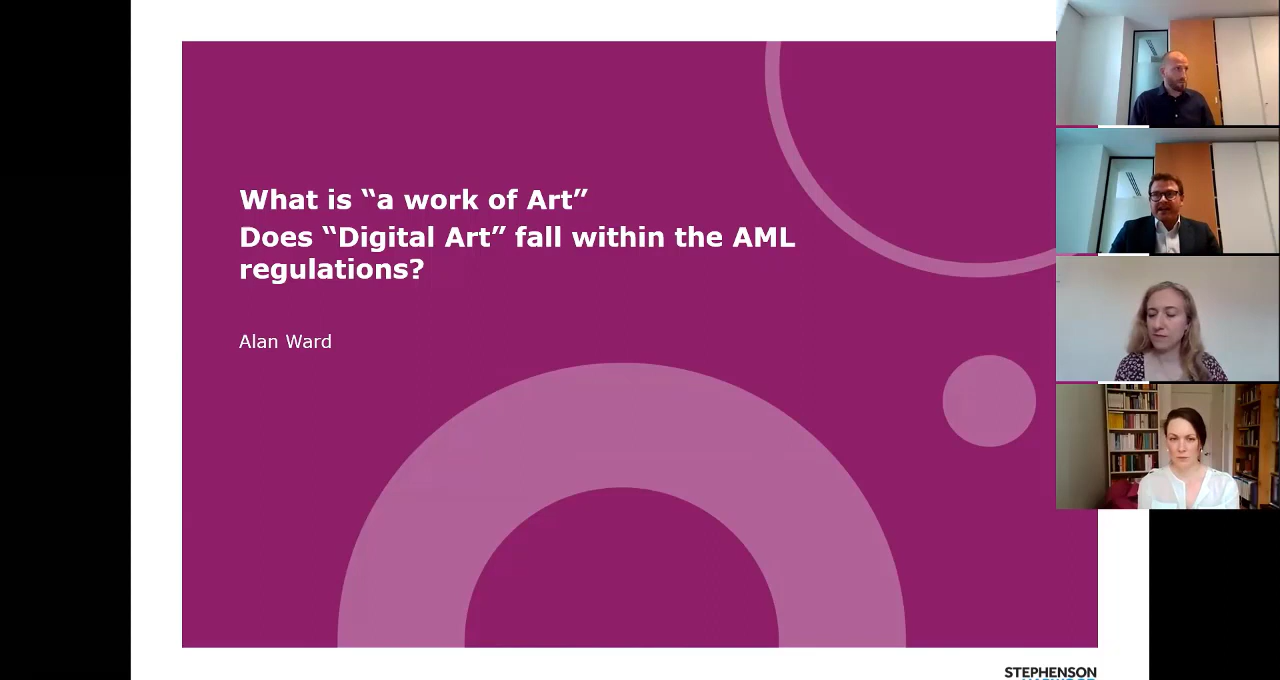 What is “a work of Art”
Does “Digital Art” fall within the AML
regulations?
Alan Ward
STEPHENSON